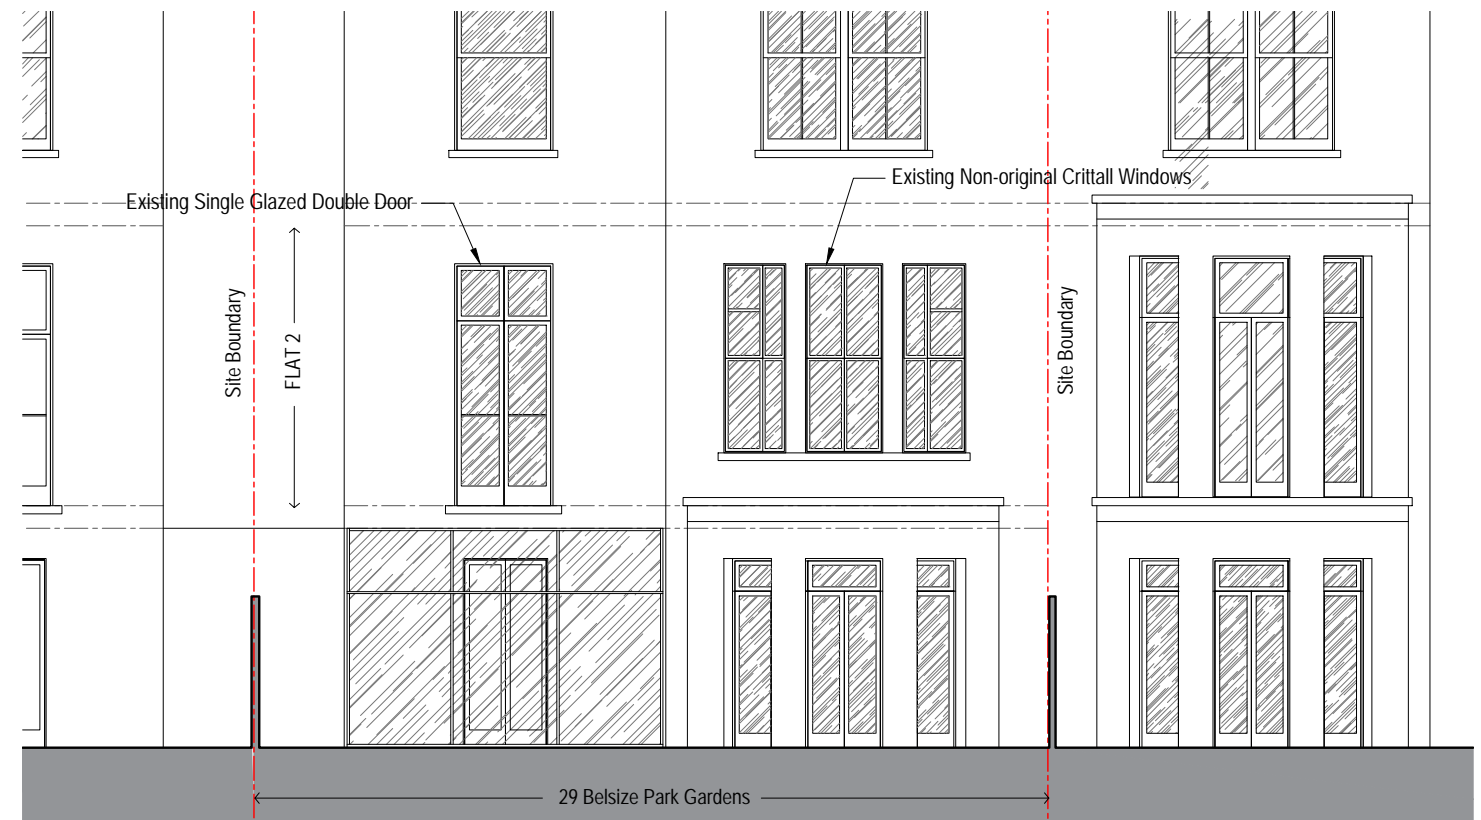 Existing Non-original Crittall Windows
Existing Single Glazed Double Door
Site Boundary
FLAT 2
Site Boundary
29 Belsize Park Gardens